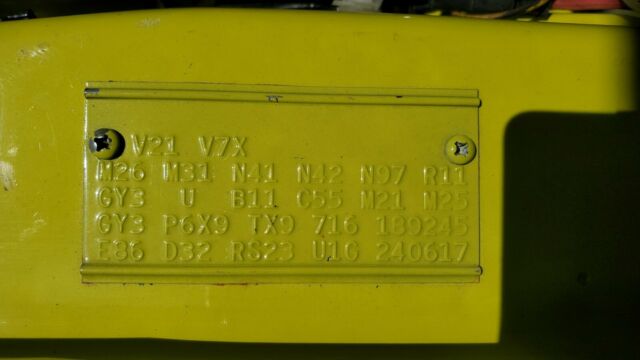 V21 V7X
M26 M31 N41 N42 N97 R11
GY3 U B11 C55 M21 M25
GY3 P6X9 TX9 716 189245
E86 D32 RS23 U1G 240617